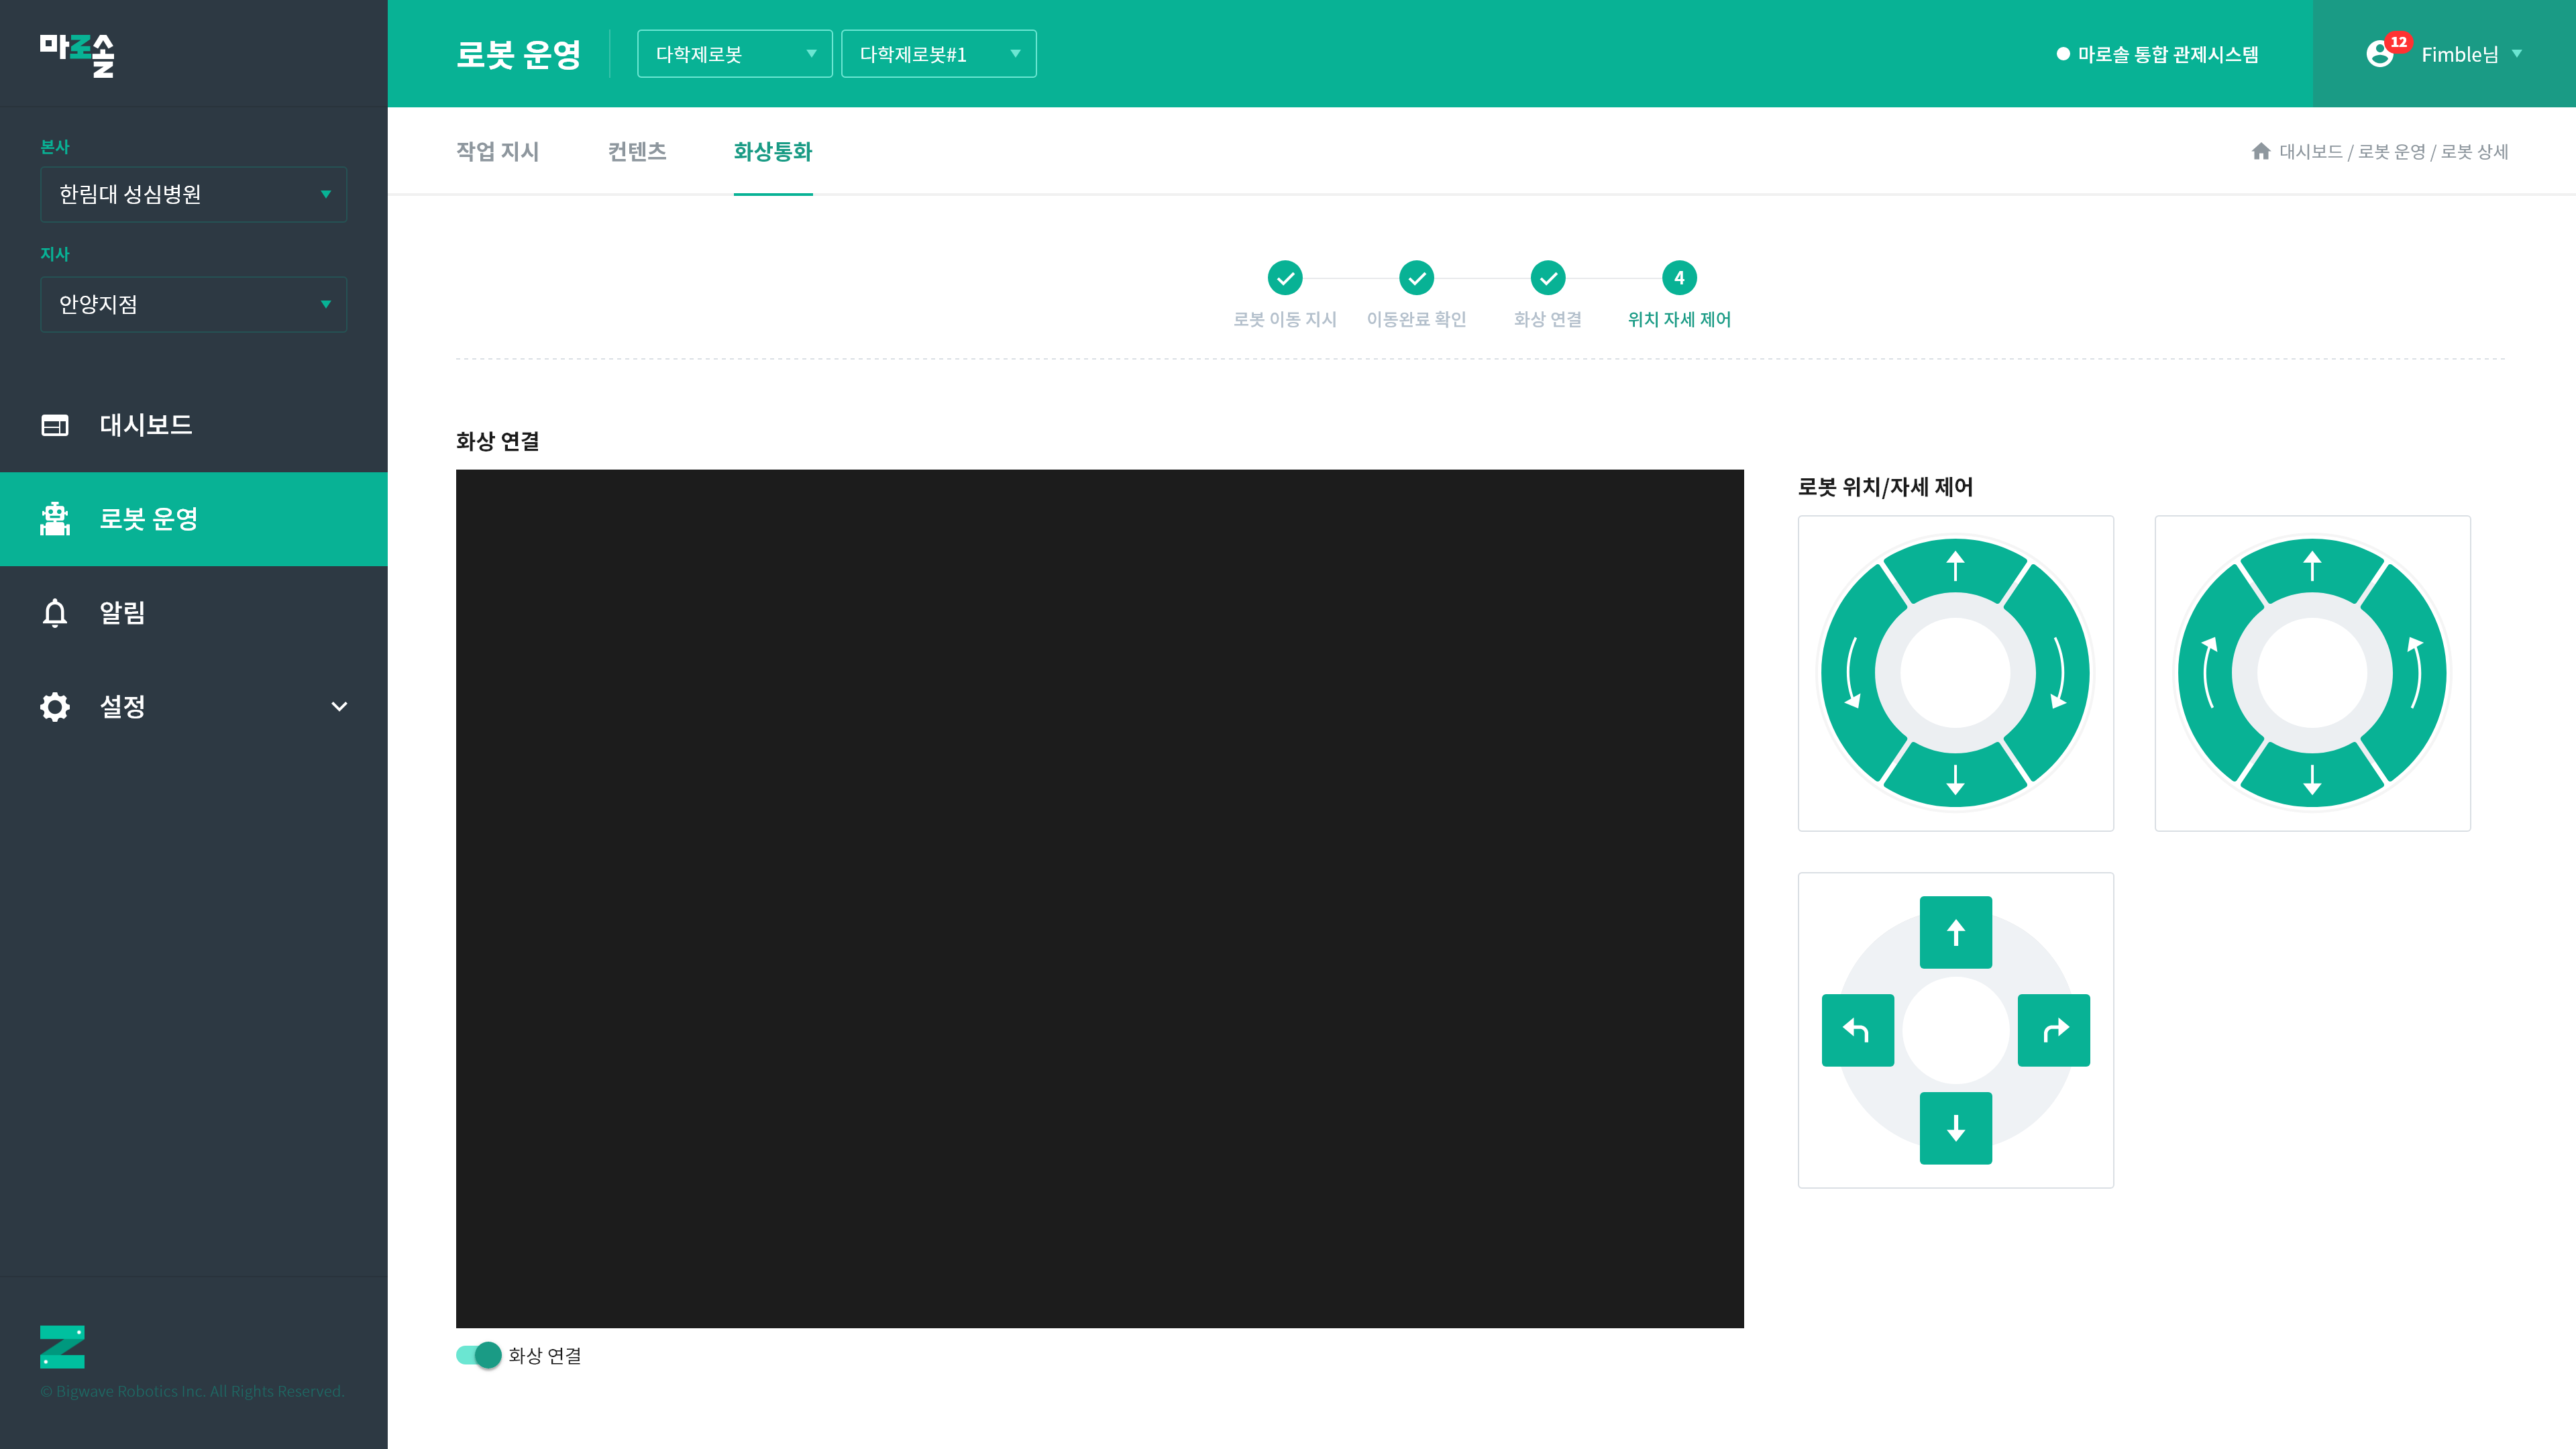 마로솔
본사
한림대 성심병원
지사
안양지점
대시보드
로봇 운영
알림
설정
© Bigwave Robotics Inc. All Rights Reserved.
로봇 운영
다학제로봇
다학제로봇#1
마로솔 통합 관제시스템
12
Fimble님
작업 지시
컨텐츠
화상통화
대시보드 / 로봇 운영 / 로봇 상세
4
로봇 이동 지시
이동완료 확인
화상 연결
위치 자세 제어
화상 연결
로봇 위치/자세 제어
화상 연결